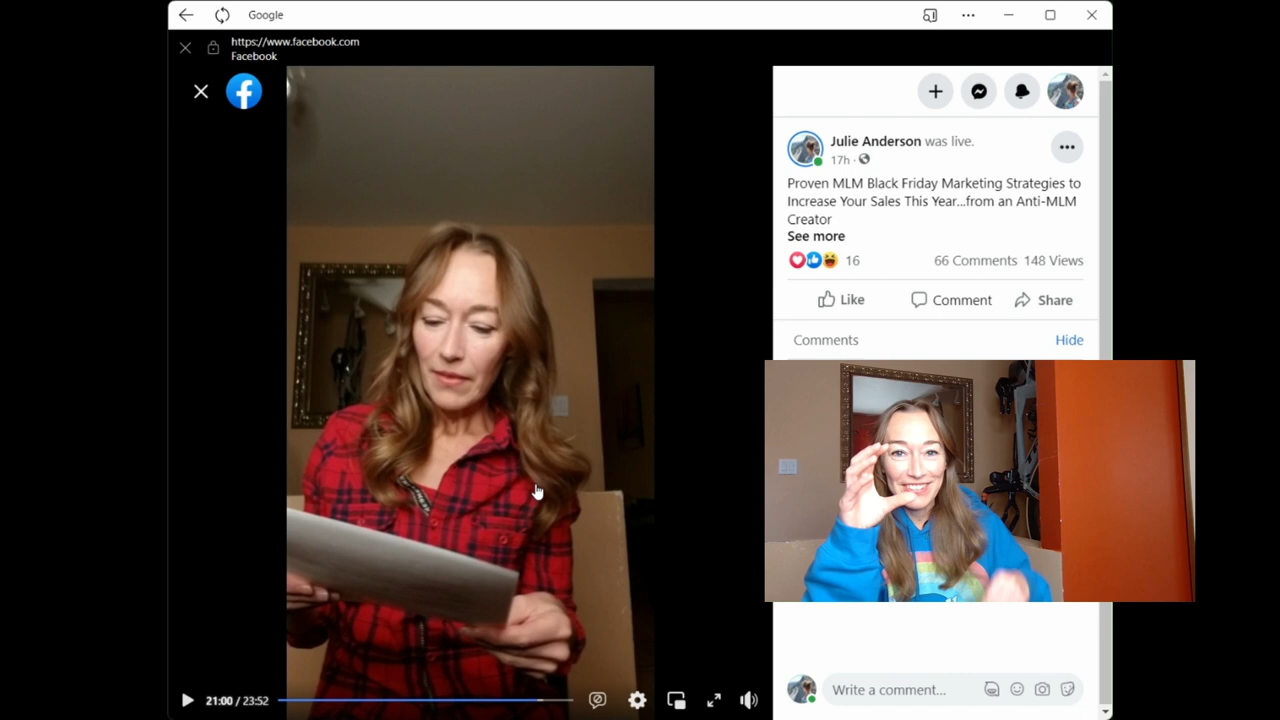 Google
https://www.facebook.com
Facebook
Julie Anderson was live.
17h ·
Proven MLM Black Friday Marketing Strategies to
Increase Your Sales This Year...from an Anti-MLM
Creator
See more
16 66 Comments 148 Views
Like Comment Share
Comments Hide
21:00 / 23:52
Write a comment...